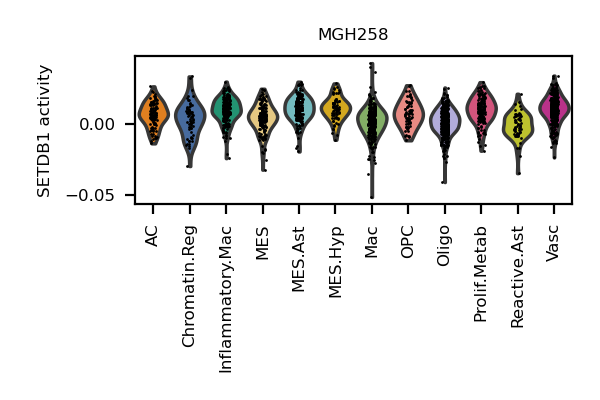 MGH258
SETDB1 activity
0.00
−0.05
AC
Chromatin.Reg
Inflammatory.Mac
MES
MES.Ast
MES.Hyp
Mac
OPC
Oligo
Prolif.Metab
Reactive.Ast
Vasc